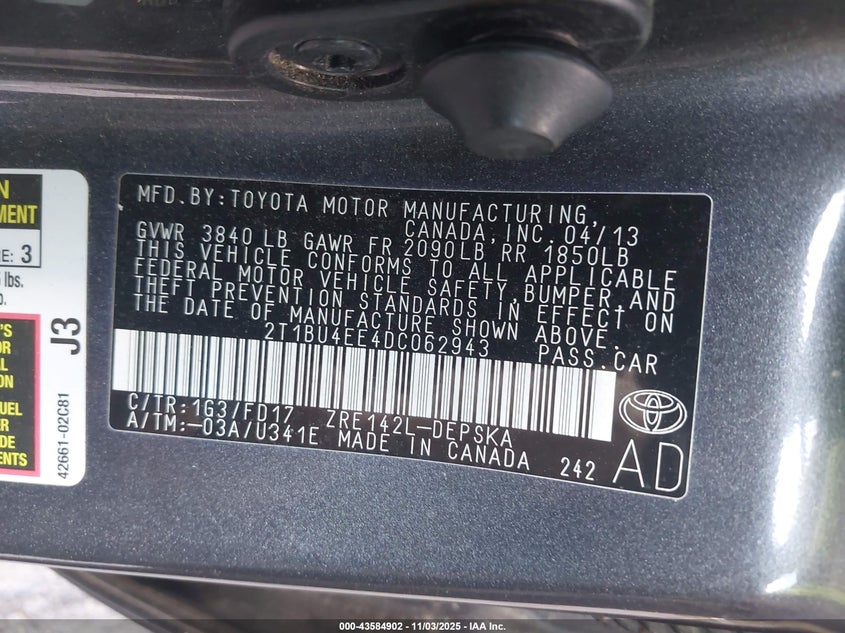 MFD.BY:TOYOTA MOTOR MANUFACTURING,
CANADA,INC. 04/13
GVWR 3840 LB GAWR FR 2090LB RR 1850LB
THIS VEHICLE CONFORMS TO ALL APPLICABLE
FEDERAL MOTOR VEHICLE SAFETY,BUMPER,AND
THEFT PREVENTION STANDARDS IN EFFECT ON
THE DATE OF MANUFACTURE SHOWN ABOVE.
2T1BU4EE4DC062943 PASS.CAR
C/TR:1G3/FD17 ZRE142L-DEPSKA
A/TM:-03A/U341E MADE IN CANADA 242
AD
3
lbs.
J3
42661-02C81
000-43584902 - 11/03/2025 - IAA Inc.